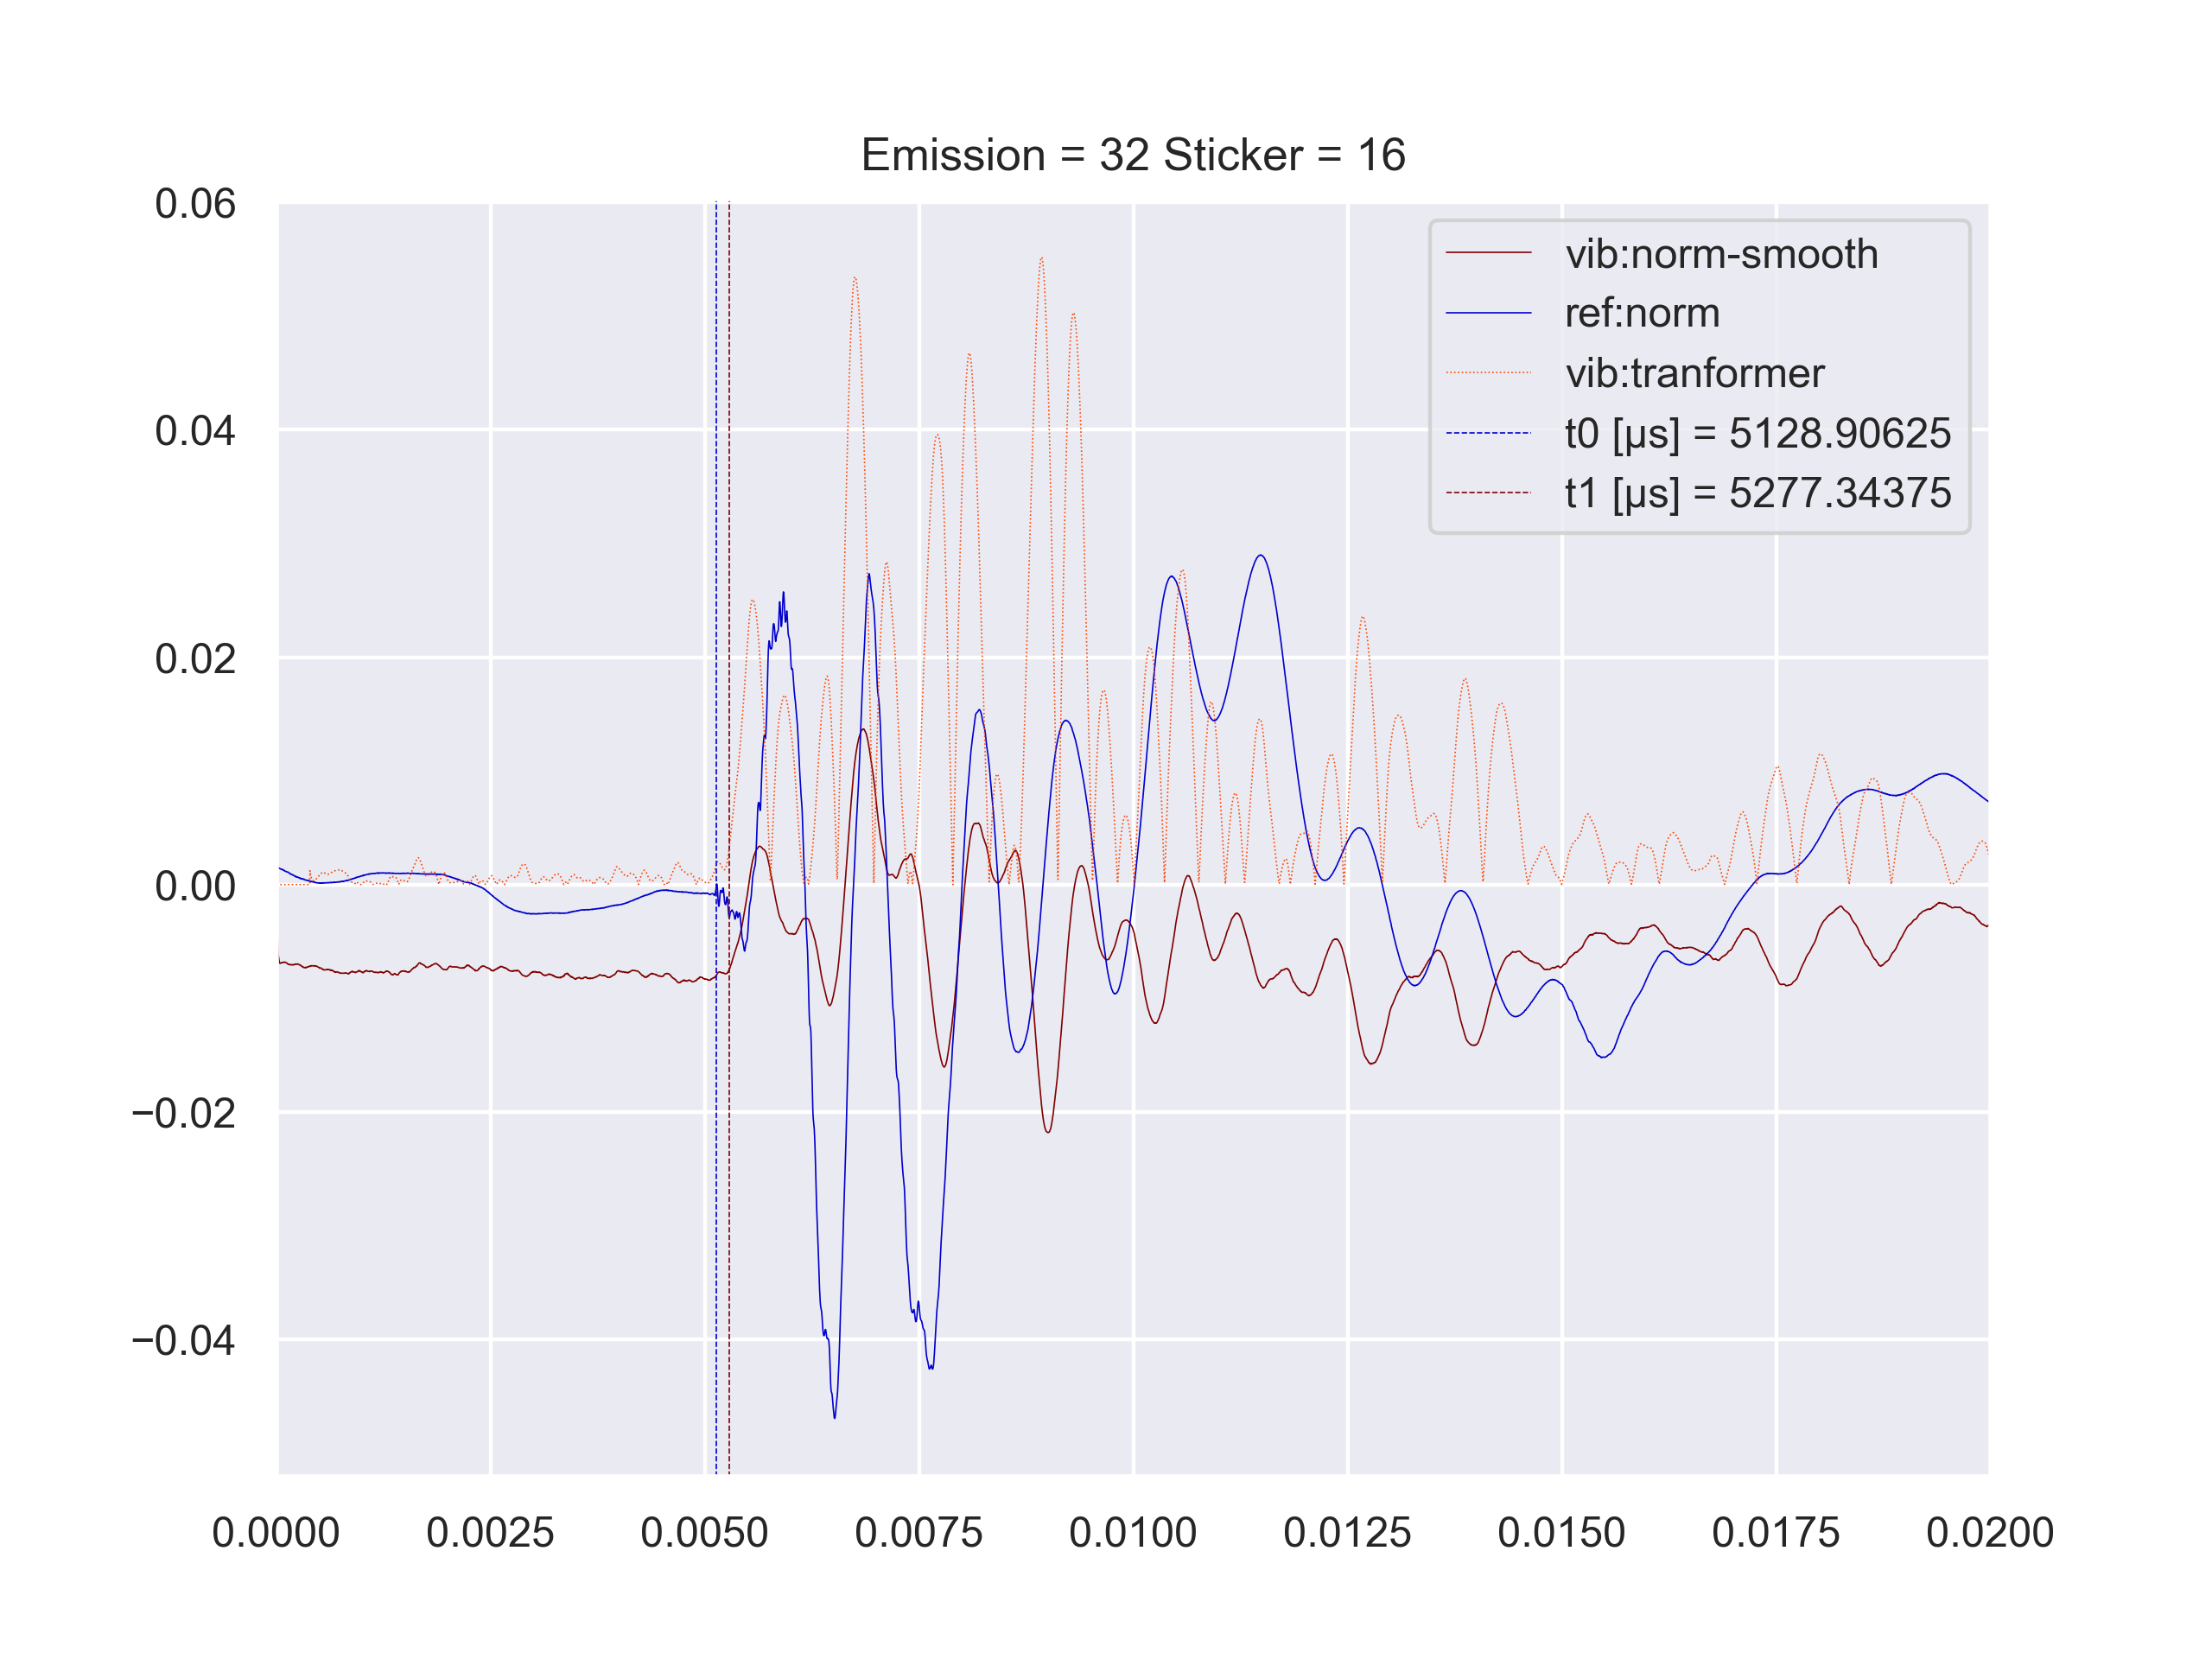 Emission = 32 Sticker = 16
0.06
0.04
0.02
0.00
−0.02
−0.04
vib:norm-smooth
ref:norm
vib:tranformer
t0 [µs] = 5128.90625
t1 [µs] = 5277.34375
0.0000 0.0025 0.0050 0.0075 0.0100 0.0125 0.0150 0.0175 0.0200